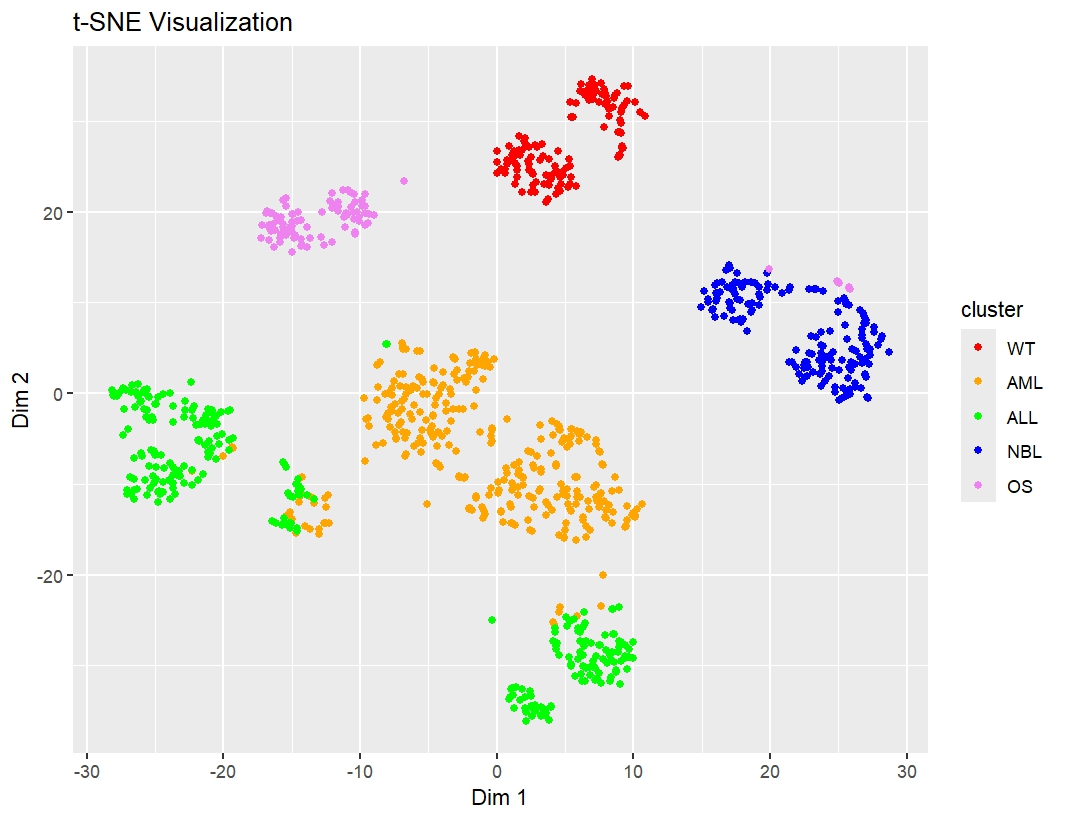 t-SNE Visualization
20
0
-20
Dim 2
-30
-20
-10
0
10
20
30
Dim 1
cluster
WT
AML
ALL
NBL
OS